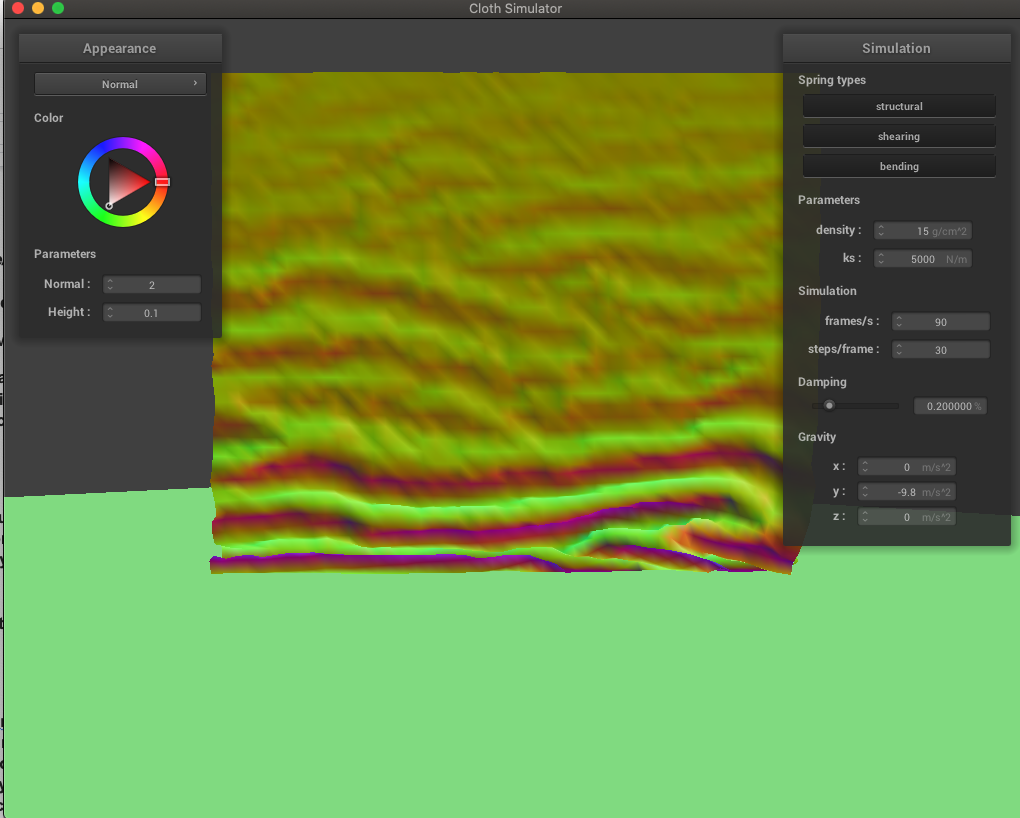 Cloth Simulator
Appearance
Normal
Color
Parameters
Normal : 2
Height : 0.1
Simulation
Spring types
structural
shearing
bending
Parameters
density : 15 g/cm^2
ks : 5000 N/m
Simulation
frames/s : 90
steps/frame : 30
Damping
0.200000 %
Gravity
x : 0 m/s^2
y : -9.8 m/s^2
z : 0 m/s^2